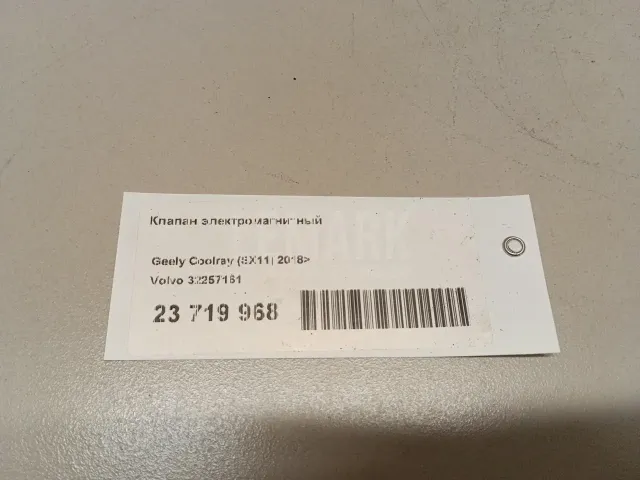 Клапан электромагнитный
Geely Coolray (SX11) 2018>
Volvo 32257161
23 719 968